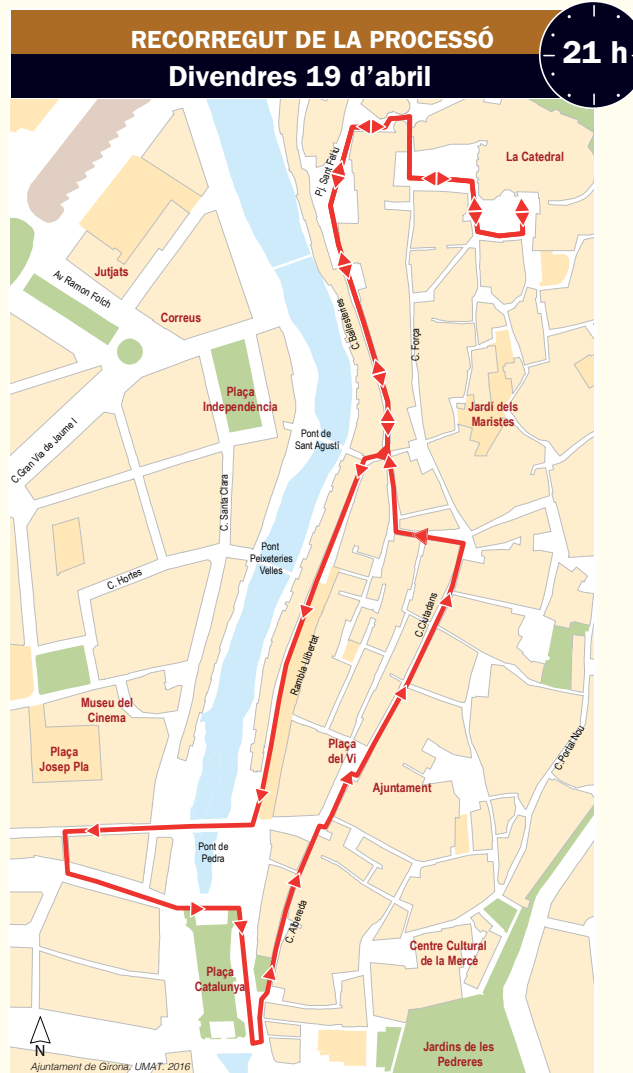 RECORREGUT DE LA PROCESSÓ
Divendres 19 d’abril
21 h
La Catedral
Pj. Sant Feliu
Jutjats
Av Ramon Folch
Correus
C.Ballesteries
C. Força
Plaça
Independència
Jardí dels
Maristes
Pont de
Sant Agustí
C.Gran Via de Jaume I
C. Santa Clara
Pont
Peixeteries
Velles
C. Hortes
C.Ciutadans
Rambla Llibertat
Museu del
Cinema
Plaça
Josep Pla
Plaça
del Vi
Ajuntament
C.Portal Nou
Pont de
Pedra
C. Albereda
Centre Cultural
de la Mercè
Plaça
Catalunya
Jardins de les
Pedreres
N
Ajuntament de Girona. UMAT. 2016